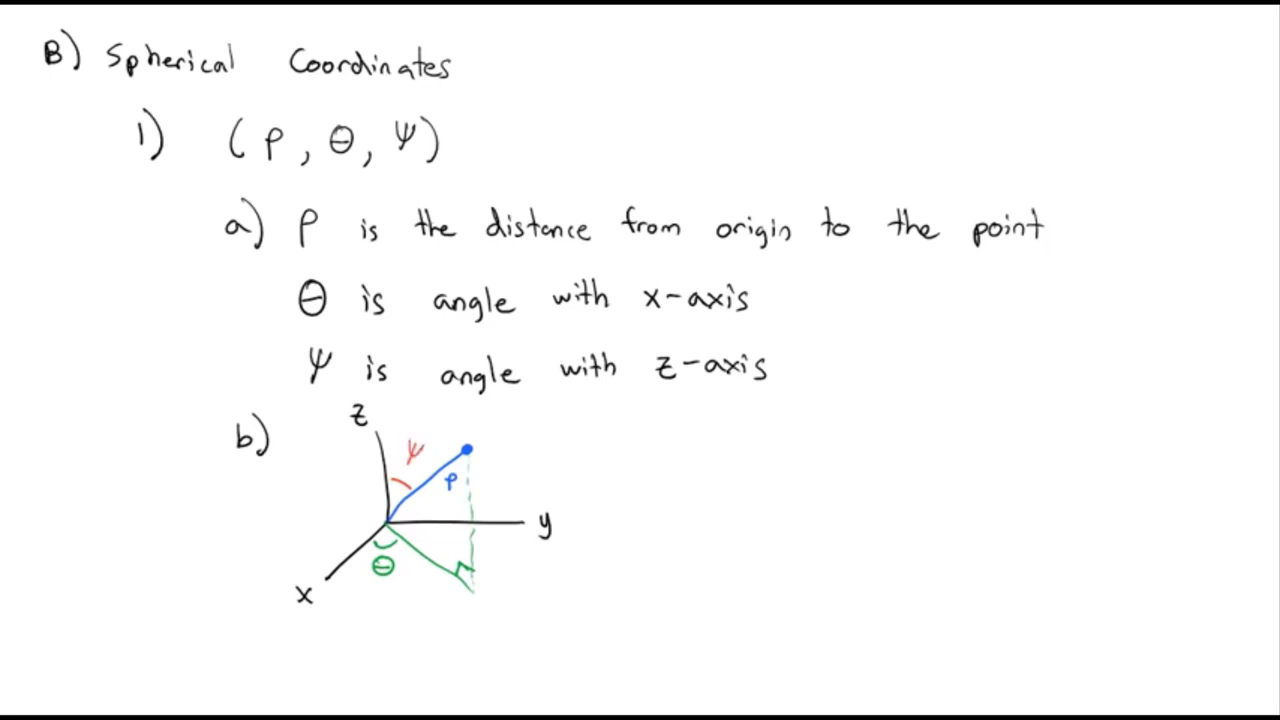 B) Spherical Coordinates
1) (ρ, θ, ψ)
a) ρ is the distance from origin to the point
θ is angle with x-axis
ψ is angle with z-axis
b)
z
ψ
ρ
y
θ
x